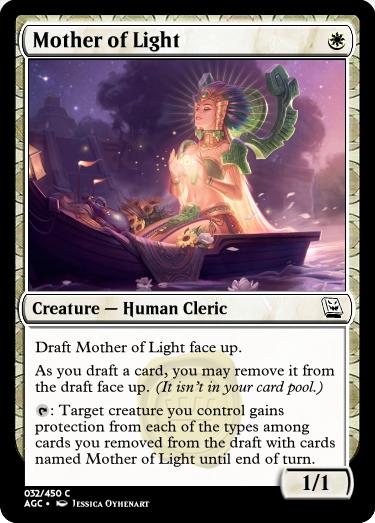 Mother of Light
Creature — Human Cleric
Draft Mother of Light face up.
As you draft a card, you may remove it from
the draft face up. (It isn't in your card pool.)
: Target creature you control gains
protection from each of the types among
cards you removed from the draft with cards
named Mother of Light until end of turn.
1/1
032/450 C
AGC • Jessica Oyhenart